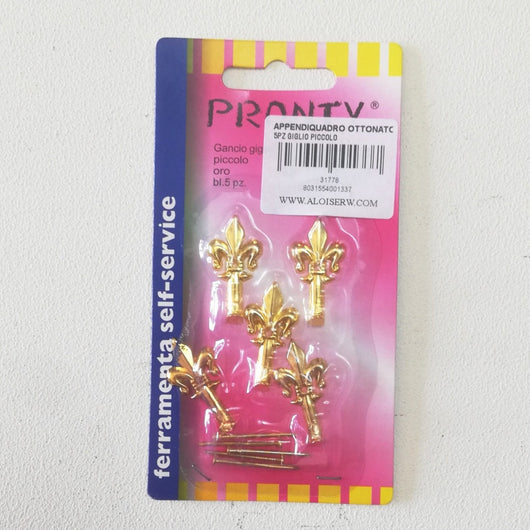 PRONTY®
Gancio gig
piccolo
oro
bl.5 pz.
APPENDIQUADRO OTTONATO
5PZ GIGLIO PICCOLO
31778
8031554001337
WWW.ALOISERW.COM
ferramenta self-service